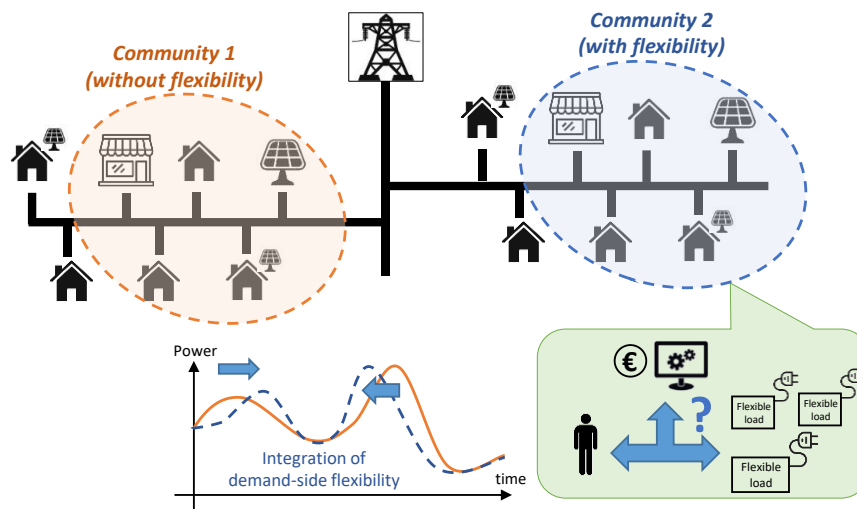 Community 1
(without flexibility)
Community 2
(with flexibility)
Power
Integration of
demand-side flexibility
time
€
?
Flexible
load
Flexible
load
Flexible
load